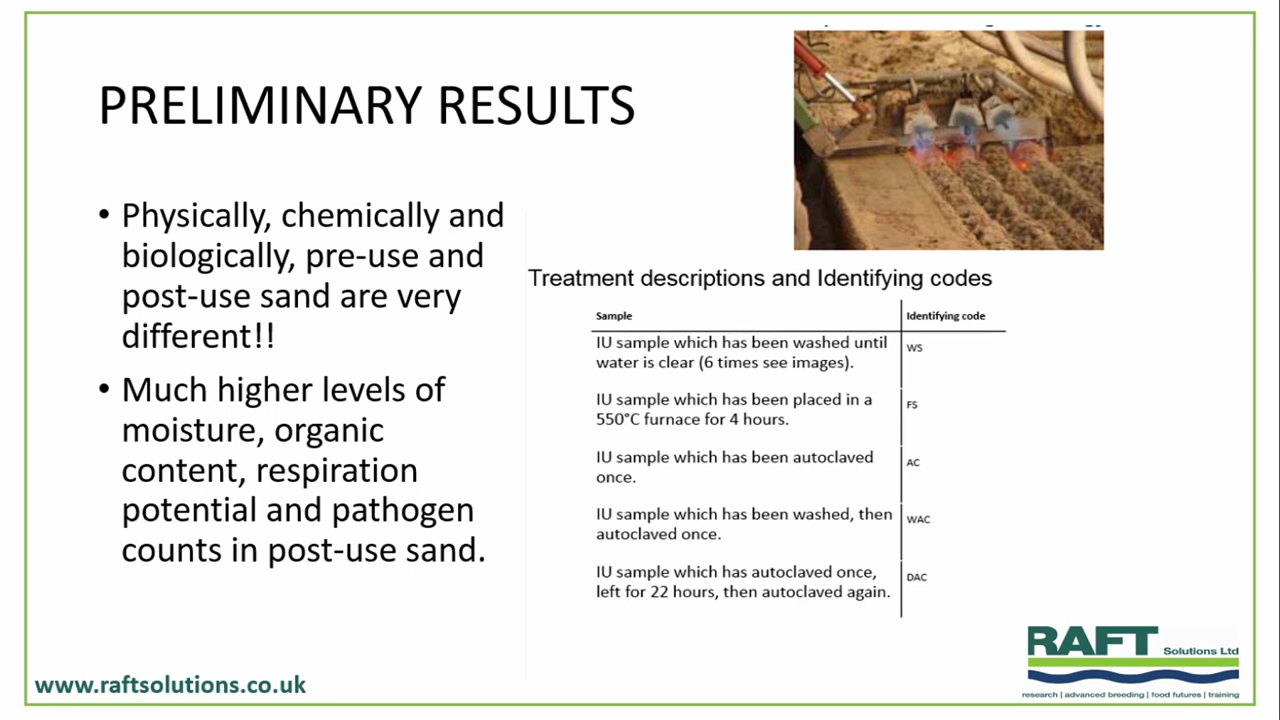 PRELIMINARY RESULTS
• Physically, chemically and
biologically, pre-use and
post-use sand are very
different!!
• Much higher levels of
moisture, organic
content, respiration
potential and pathogen
counts in post-use sand.
Treatment descriptions and Identifying codes
Sample Identifying code
IU sample which has been washed until
water is clear (6 times see images). WS
IU sample which has been placed in a
550°C furnace for 4 hours. FS
IU sample which has been autoclaved
once. AC
IU sample which has been washed, then
autoclaved once. WAC
IU sample which has autoclaved once,
left for 22 hours, then autoclaved again. DAC
RAFT Solutions Ltd
research | advanced breeding | food futures | training
www.raftsolutions.co.uk